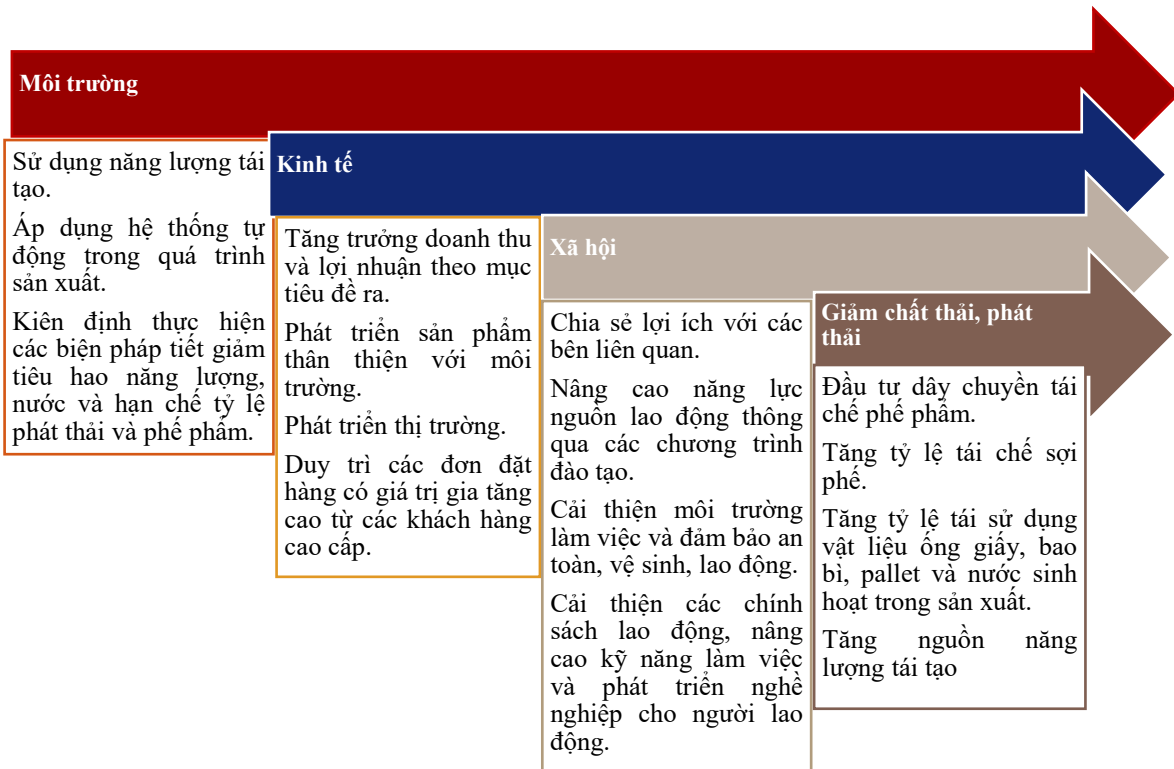 Môi trường
Sử dụng năng lượng tái
tạo.
Áp dụng hệ thống tự
động trong quá trình
sản xuất.
Kiên định thực hiện
các biện pháp tiết giảm
tiêu hao năng lượng,
nước và hạn chế tỷ lệ
phát thải và phế phẩm.
Kinh tế
Tăng trưởng doanh thu
và lợi nhuận theo mục
tiêu đề ra.
Phát triển sản phẩm
thân thiện với môi
trường.
Phát triển thị trường.
Duy trì các đơn đặt
hàng có giá trị gia tăng
cao từ các khách hàng
cao cấp.
Xã hội
Chia sẻ lợi ích với các
bên liên quan.
Nâng cao năng lực
nguồn lao động thông
qua các chương trình
đào tạo.
Cải thiện môi trường
làm việc và đảm bảo an
toàn, vệ sinh, lao động.
Cải thiện các chính
sách lao động, nâng
cao kỹ năng làm việc
và phát triển nghề
nghiệp cho người lao
động.
Giảm chất thải, phát
thải
Đầu tư dây chuyền tái
chế phế phẩm.
Tăng tỷ lệ tái chế sợi
phế.
Tăng tỷ lệ tái sử dụng
vật liệu ống giấy, bao
bì, pallet và nước sinh
hoạt trong sản xuất.
Tăng nguồn năng
lượng tái tạo